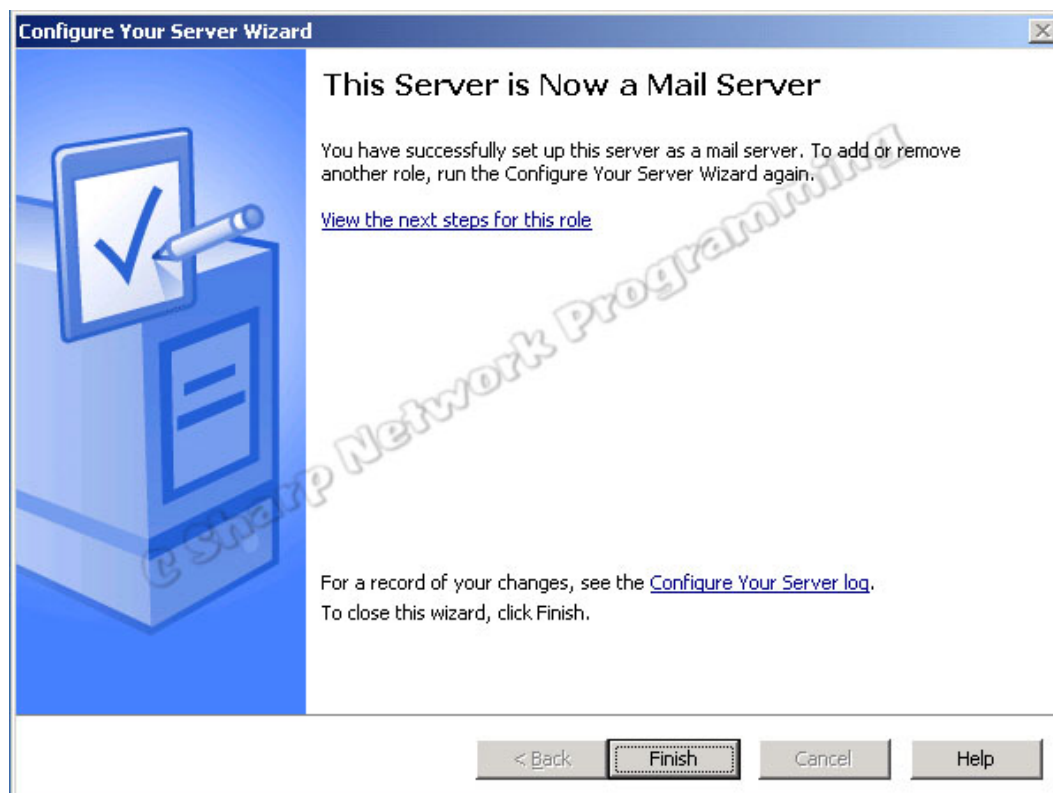 Configure Your Server Wizard
This Server is Now a Mail Server
You have successfully set up this server as a mail server. To add or remove
another role, run the Configure Your Server Wizard again.
View the next steps for this role
C Sharp Network Programming
For a record of your changes, see the Configure Your Server log.
To close this wizard, click Finish.
< Back Finish Cancel Help